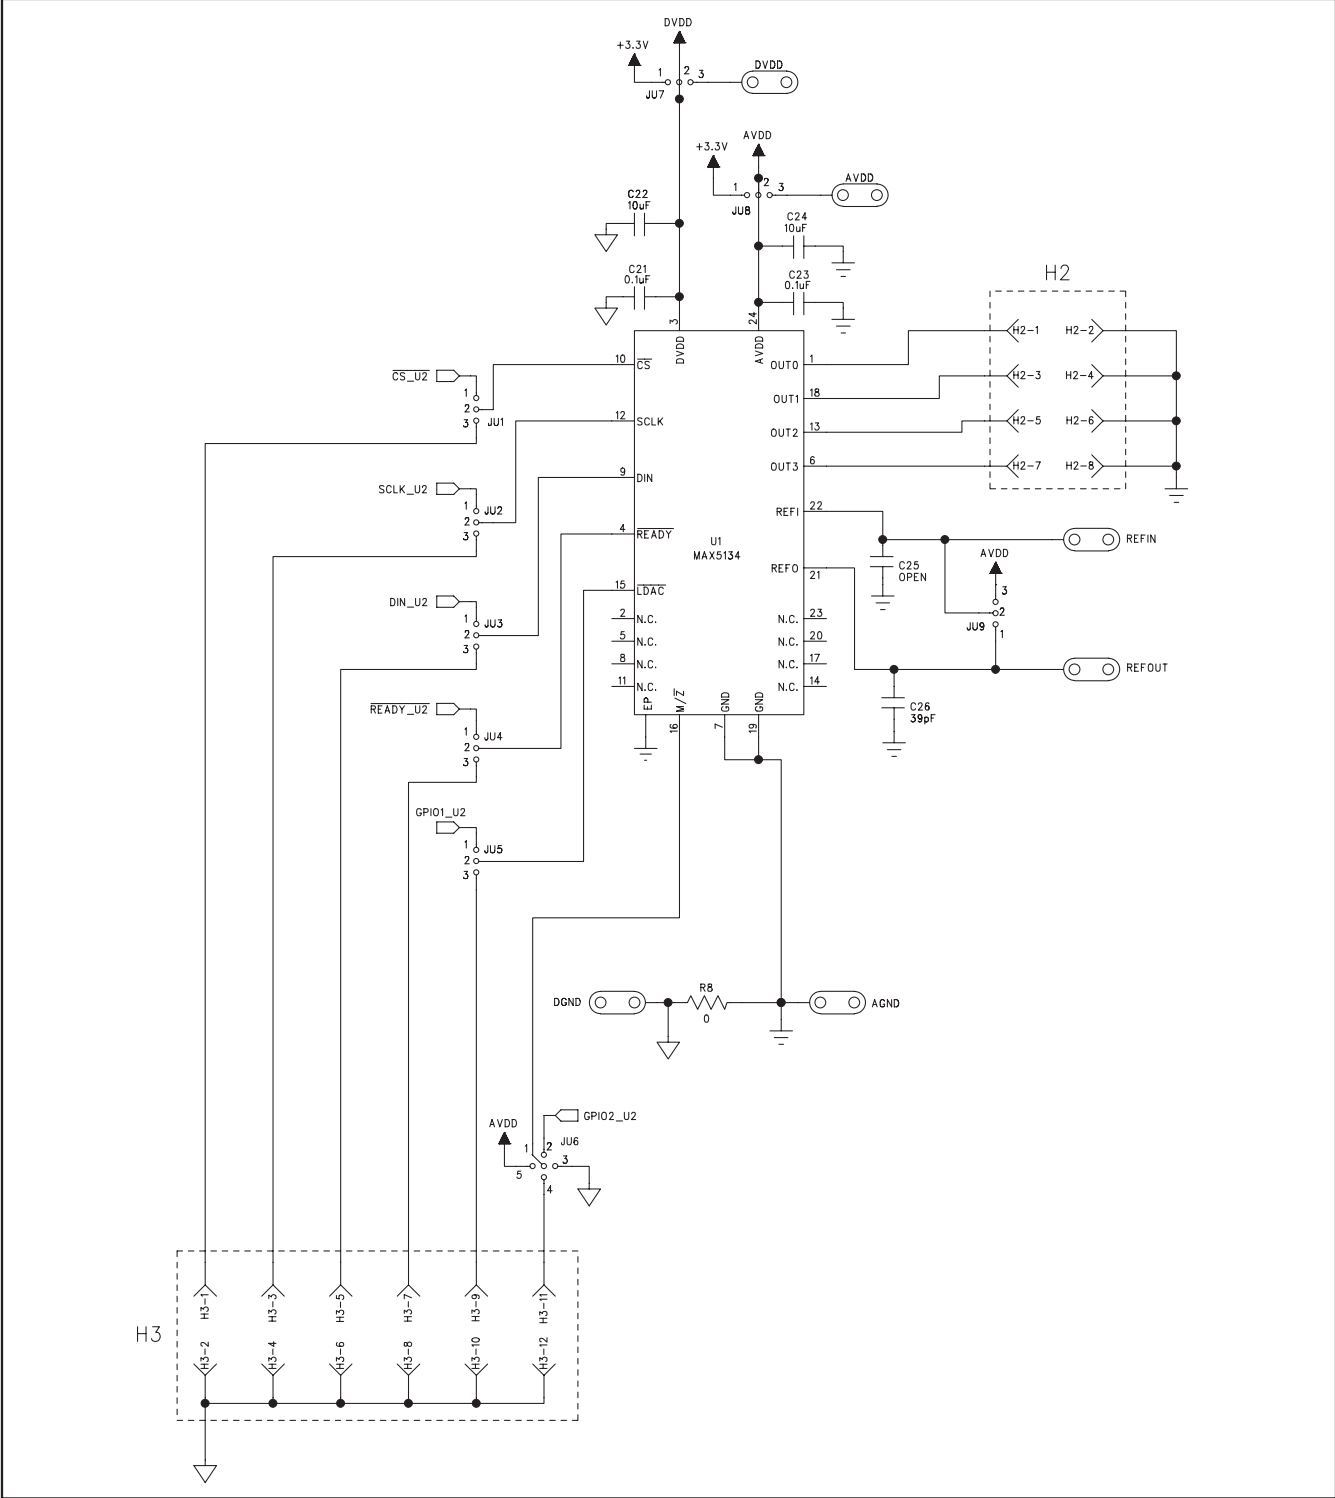 DVDD
+3.3V
1 2 3
DVDD
JU7
AVDD
+3.3V
1 2 3
AVDD
JU8
C22
10uF
C24
10uF
C21
0.1uF
C23
0.1uF
H2
3
24
DVDD
AVDD
H2-1 H2-2
H2-3 H2-4
H2-5 H2-6
H2-7 H2-8
10 C̅S̅
12 SCLK
9 DIN
4 R̅E̅A̅D̅Y̅
15 L̅D̅A̅C̅
2 N.C.
5 N.C.
8 N.C.
11 N.C.
U1
MAX5134
OUT0 1
OUT1 18
OUT2 13
OUT3 6
REFI 22
REFO 21
N.C. 23
N.C. 20
N.C. 17
N.C. 14
EP
M/Z̅
GND
GND
16
7
19
C̅S̅_̅U̅2̅
1
2
3 JU1
SCLK_U2
1
2
3
JU2
DIN_U2
1
2
3
JU3
R̅E̅A̅D̅Y̅_̅U̅2̅
1
2
3
JU4
GPIO1_U2
1
2
3
JU5
REFIN
C25
OPEN
AVDD
3
2
1
JU9
REFOUT
C26
39pF
DGND
R8
0
AGND
GPIO2_U2
AVDD
JU6
1 2
3
5
4
H3
H3-1
H3-3
H3-5
H3-7
H3-9
H3-11
H3-2
H3-4
H3-6
H3-8
H3-10
H3-12